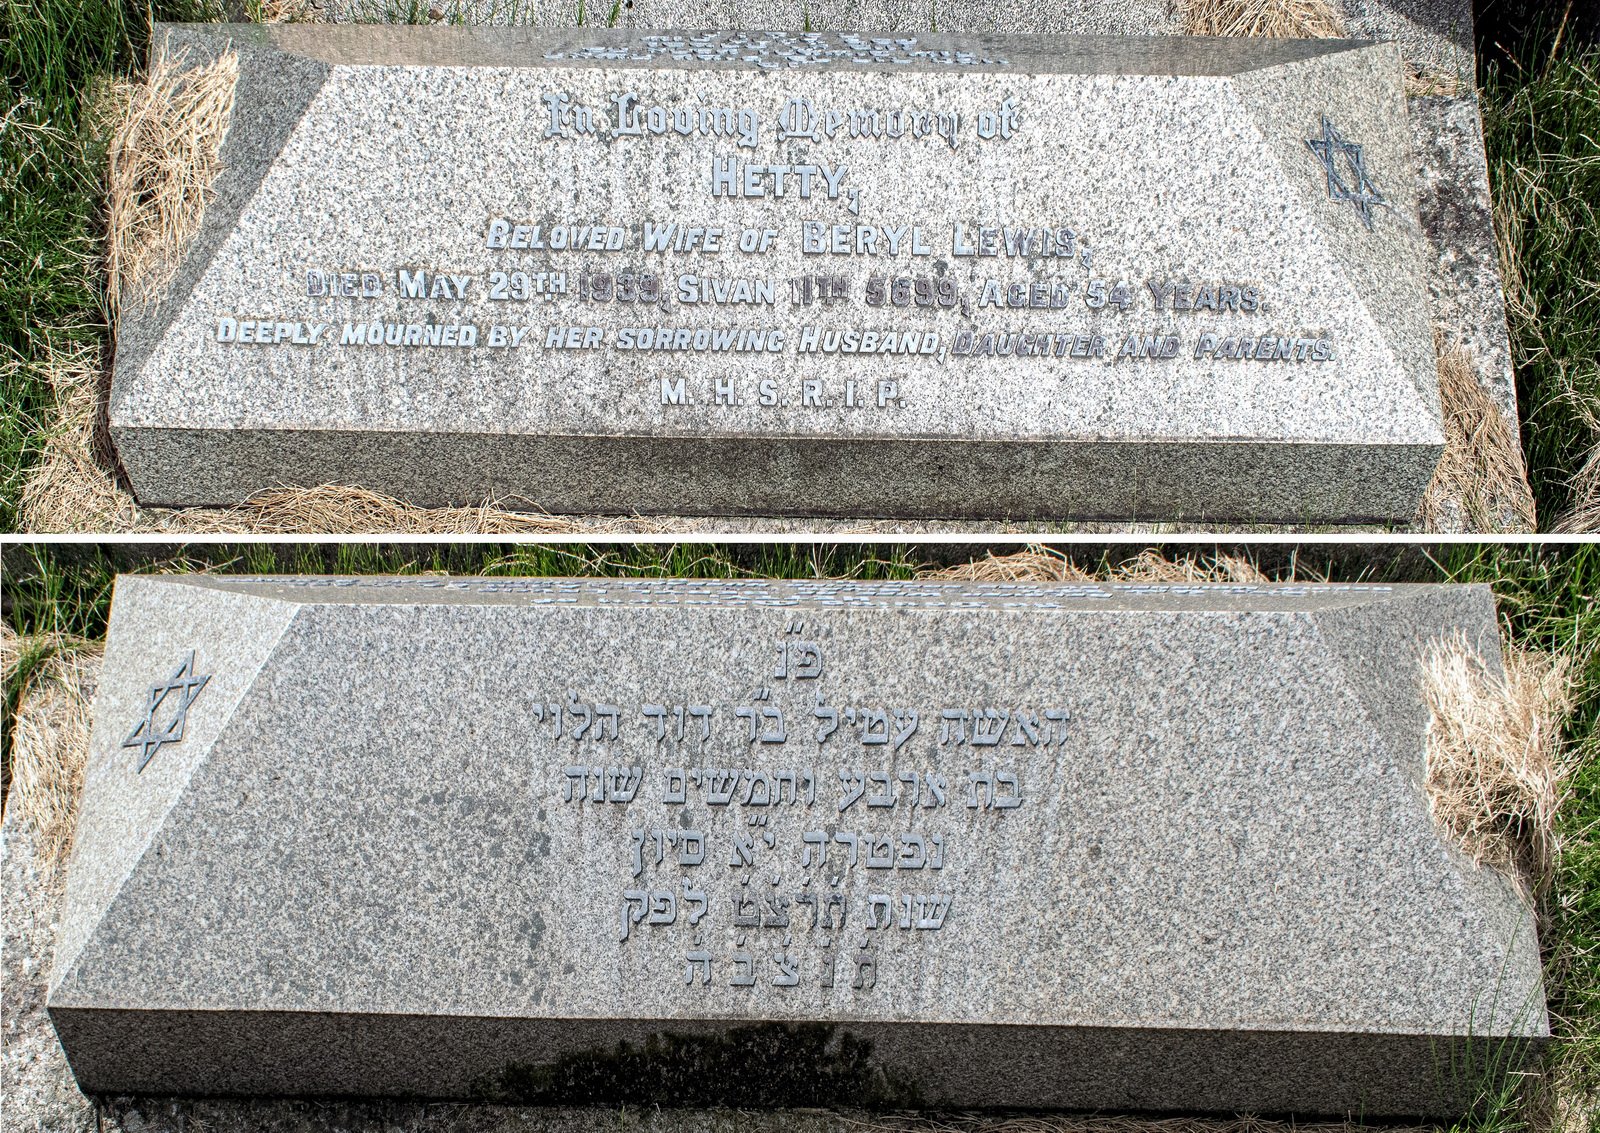 In Loving Memory of
HETTY,
BELOVED WIFE OF BERYL LEWIS,
DIED MAY 29TH 1939, SIVAN 11TH 5699, AGED 54 YEARS.
DEEPLY MOURNED BY HER SORROWING HUSBAND, DAUGHTER AND PARENTS.
M. H. S. R. I. P.
פ״נ
האשה עטיל ב״ר דוד הלוי
בת ארבע וחמשים שנה
נפטרה י״א סיון
שנת תֹרֹצֹטֹ לפק
תֹ נֹ צֹ בֹ הֹ